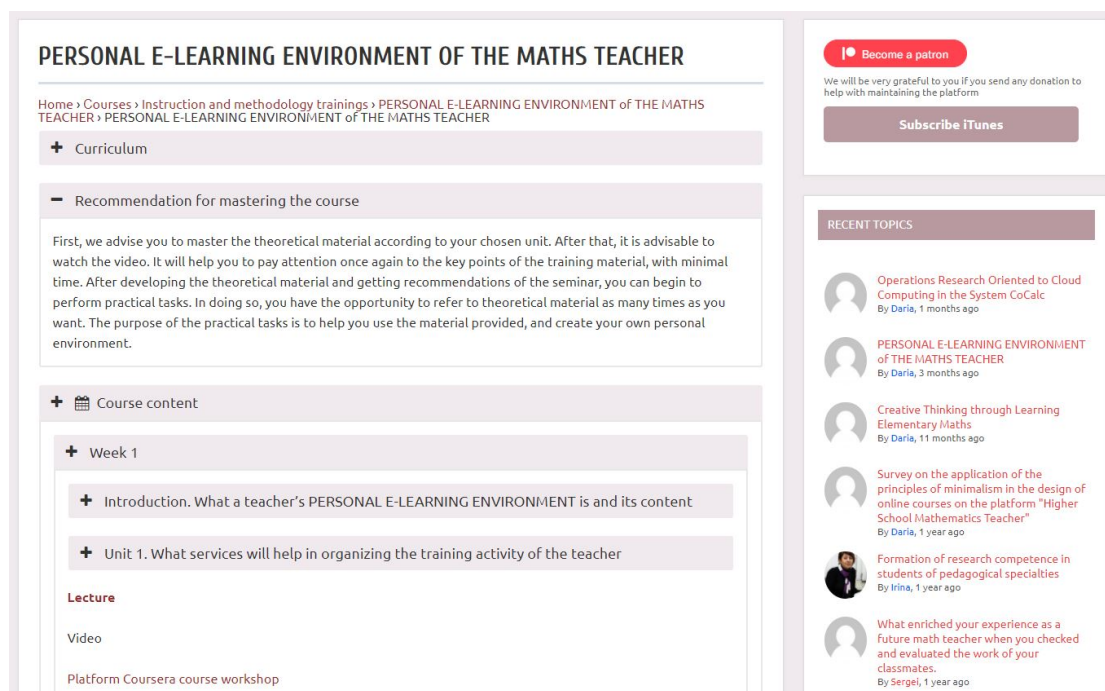 PERSONAL E-LEARNING ENVIRONMENT OF THE MATHS TEACHER
Home › Courses › Instruction and methodology trainings › PERSONAL E-LEARNING ENVIRONMENT of THE MATHS
TEACHER › PERSONAL E-LEARNING ENVIRONMENT of THE MATHS TEACHER
+ Curriculum
− Recommendation for mastering the course
First, we advise you to master the theoretical material according to your chosen unit. After that, it is advisable to
watch the video. It will help you to pay attention once again to the key points of the training material, with minimal
time. After developing the theoretical material and getting recommendations of the seminar, you can begin to
perform practical tasks. In doing so, you have the opportunity to refer to theoretical material as many times as you
want. The purpose of the practical tasks is to help you use the material provided, and create your own personal
environment.
+ Course content
+ Week 1
+ Introduction. What a teacher's PERSONAL E-LEARNING ENVIRONMENT is and its content
+ Unit 1. What services will help in organizing the training activity of the teacher
Lecture
Video
Platform Coursera course workshop
Become a patron
We will be very grateful to you if you send any donation to
help with maintaining the platform
Subscribe iTunes
RECENT TOPICS
Operations Research Oriented to Cloud
Computing in the System CoCalc
By Daria, 1 months ago
PERSONAL E-LEARNING ENVIRONMENT
of THE MATHS TEACHER
By Daria, 3 months ago
Creative Thinking through Learning
Elementary Maths
By Daria, 11 months ago
Survey on the application of the
principles of minimalism in the design of
online courses on the platform "Higher
School Mathematics Teacher"
By Daria, 1 year ago
Formation of research competence in
students of pedagogical specialties
By Irina, 1 year ago
What enriched your experience as a
future math teacher when you checked
and evaluated the work of your
classmates.
By Sergei, 1 year ago